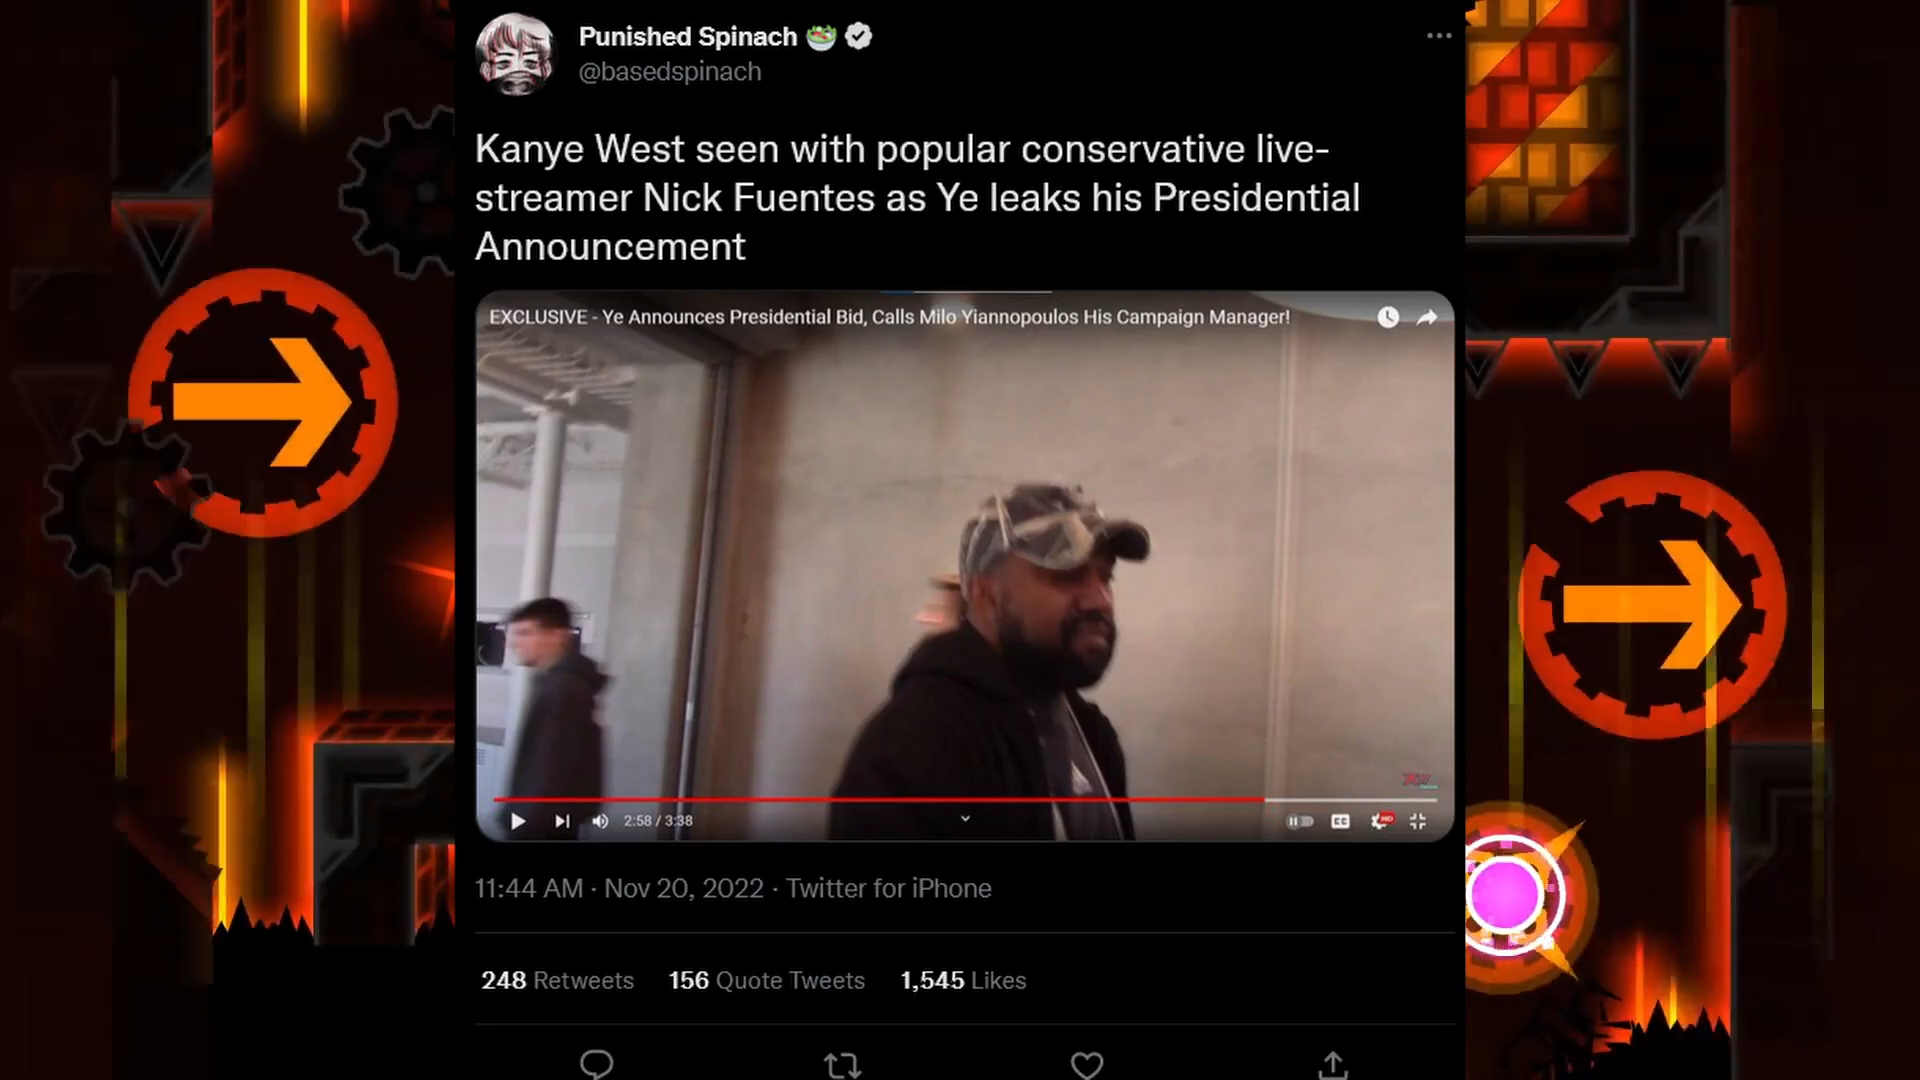 Punished Spinach
@basedspinach
Kanye West seen with popular conservative live-
streamer Nick Fuentes as Ye leaks his Presidential
Announcement
EXCLUSIVE - Ye Announces Presidential Bid, Calls Milo Yiannopoulos His Campaign Manager!
2:58 / 3:38
CC
HD
11:44 AM · Nov 20, 2022 · Twitter for iPhone
248 Retweets 156 Quote Tweets 1,545 Likes